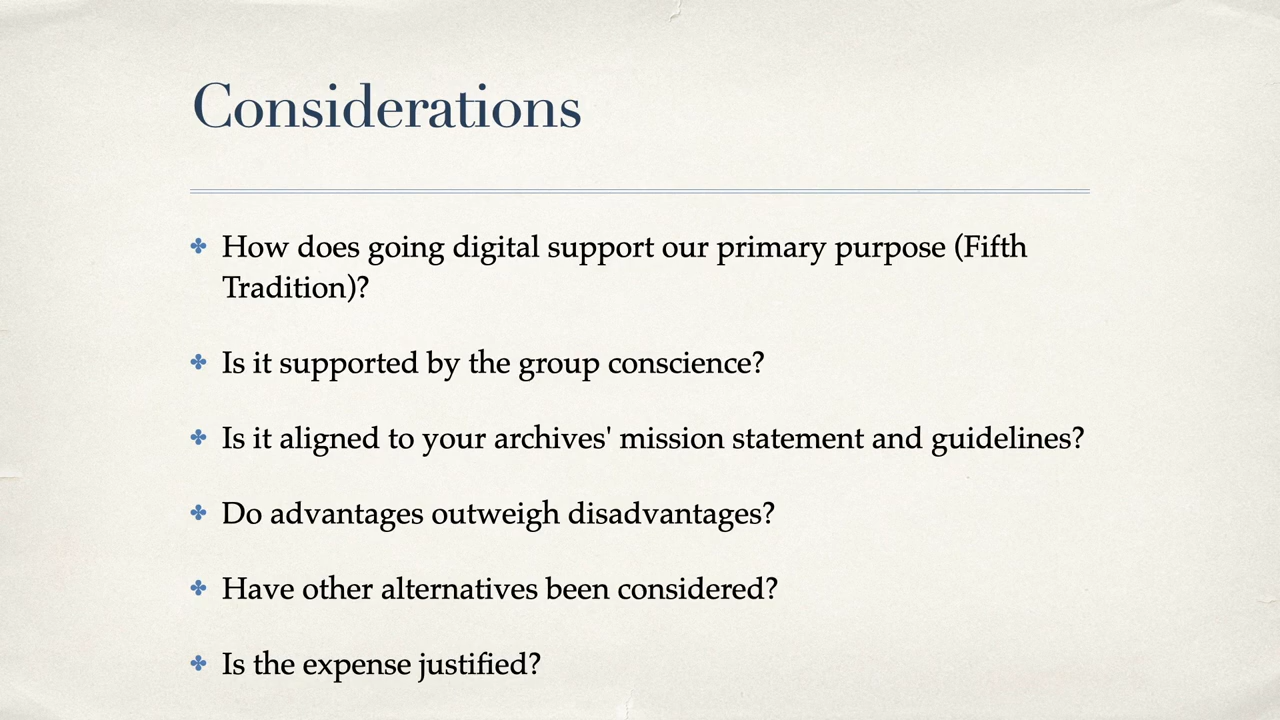 Considerations
How does going digital support our primary purpose (Fifth
Tradition)?
Is it supported by the group conscience?
Is it aligned to your archives' mission statement and guidelines?
Do advantages outweigh disadvantages?
Have other alternatives been considered?
Is the expense justified?